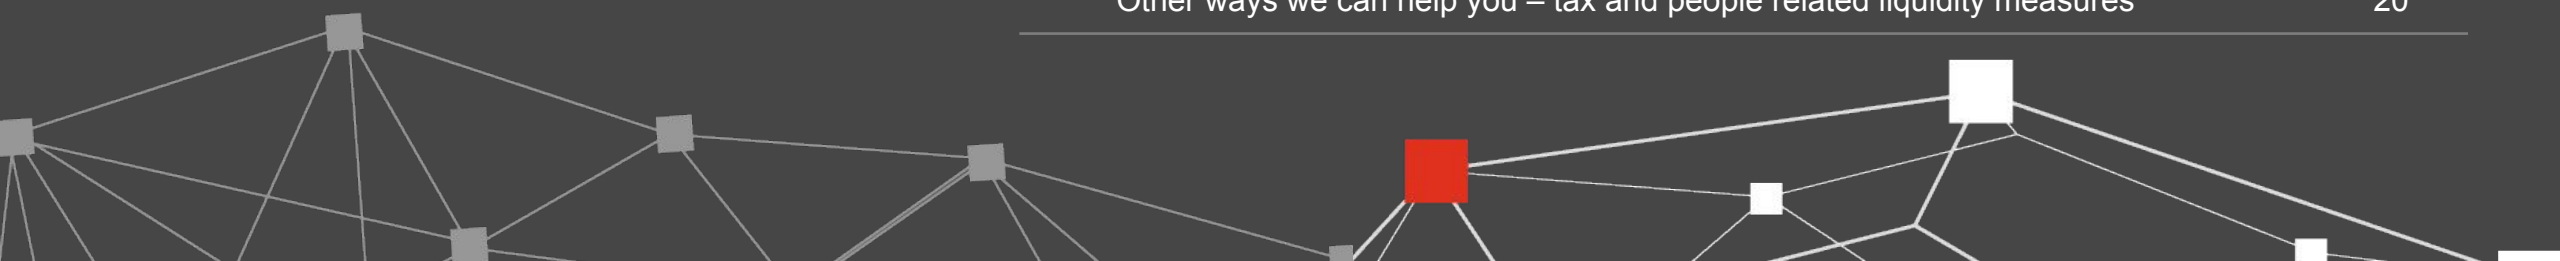 Other ways we can help you – tax and people related liquidity measures 20